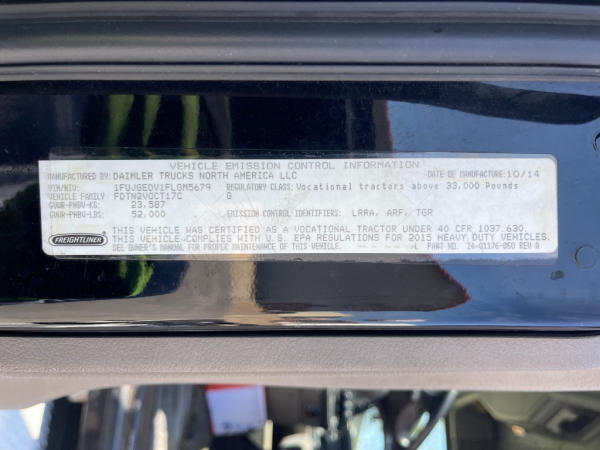 VEHICLE EMISSION CONTROL INFORMATION
MANUFACTURED BY: DAIMLER TRUCKS NORTH AMERICA LLC DATE OF MANUFACTURE: 10/14
VIN/NIV: 1FUJGEDV1FLGM5679 REGULATORY CLASS: Vocational tractors above 33,000 Pounds
VEHICLE FAMILY FDTN2VOCT17C G
GVWR-PNBV-KG: 23,587
GVWR-PNBV-LBS: 52,000 EMISSION CONTROL IDENTIFIERS: LRRA, ARF, TGR
THIS VEHICLE WAS CERTIFIED AS A VOCATIONAL TRACTOR UNDER 40 CFR 1037.630.
THIS VEHICLE COMPLIES WITH U.S. EPA REGULATIONS FOR 2015 HEAVY DUTY VEHICLES.
SEE OWNER'S MANUAL FOR PROPER MAINTENANCE OF THIS VEHICLE. PART NO. 24-01176-060 REV A
FREIGHTLINER